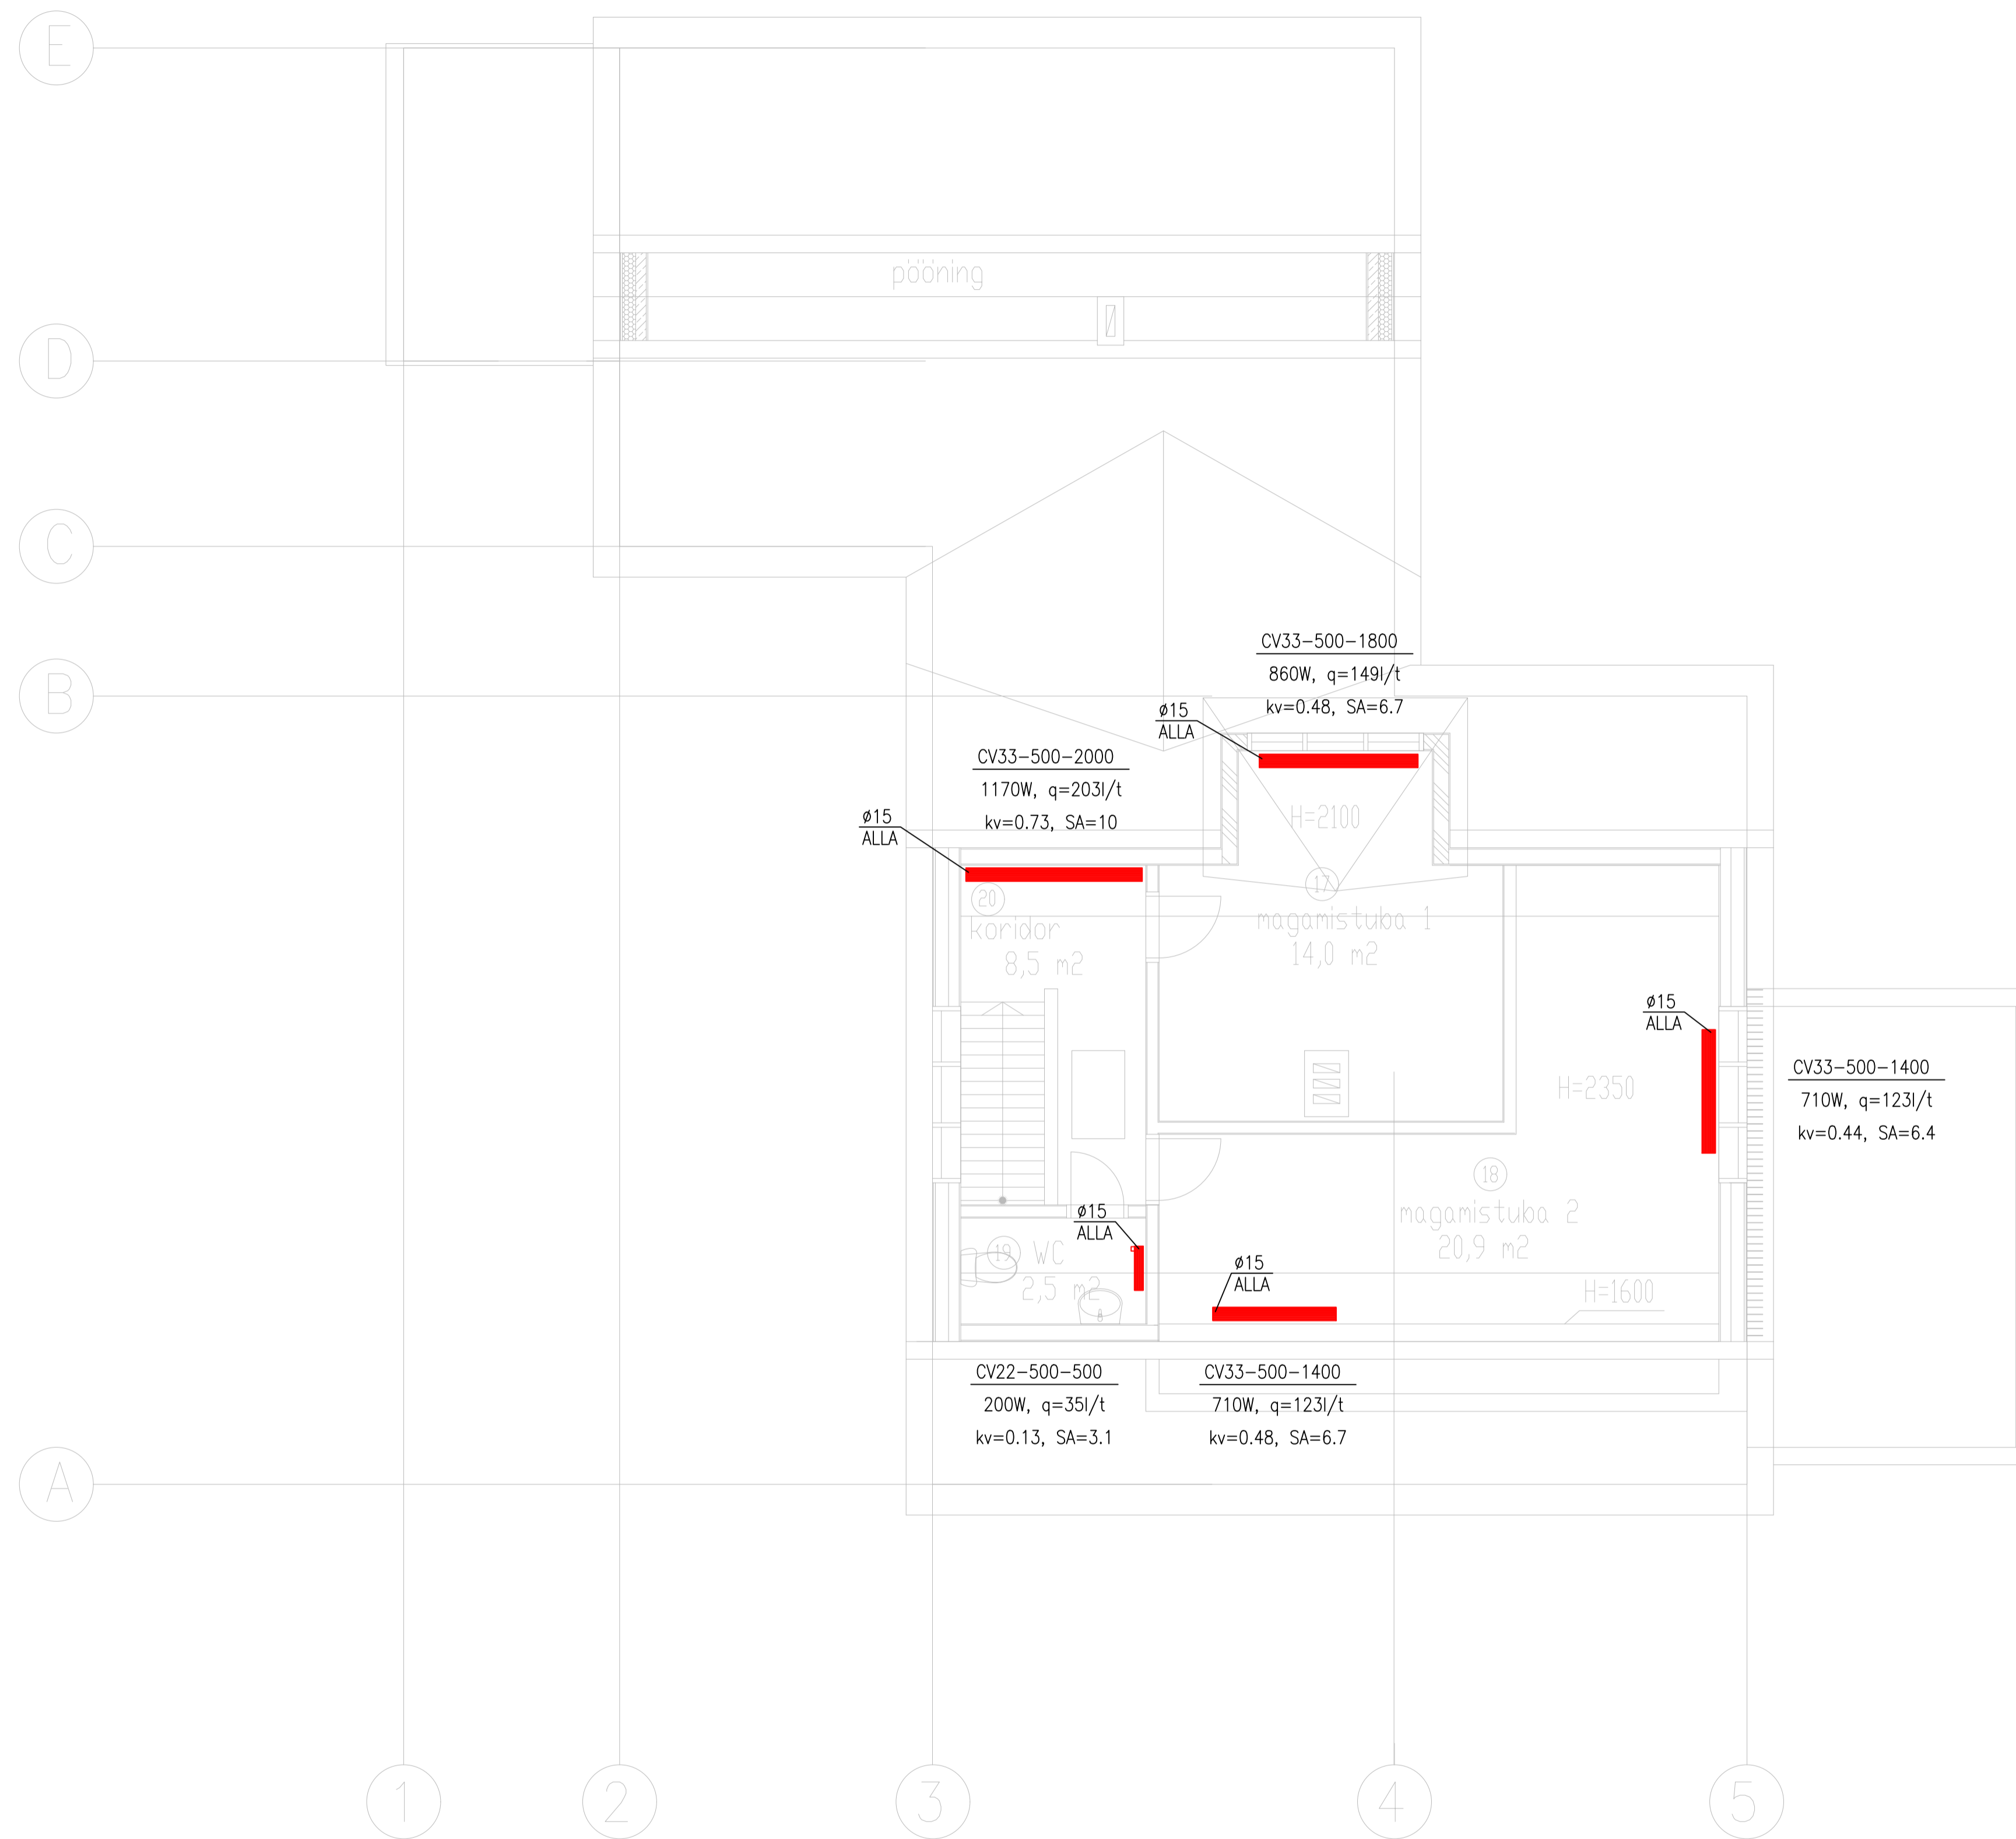 E
pööning
D
C
CV33-500-1800
860W, q=149l/t
kv=0.48, SA=6.7
B
ø15
ALLA
CV33-500-2000
1170W, q=203l/t
kv=0.73, SA=10
ø15
ALLA
H=2100
17
magamistuba 1
14,0 m2
20
koridor
8,5 m2
ø15
ALLA
CV33-500-1400
710W, q=123l/t
kv=0.44, SA=6.4
H=2350
18
magamistuba 2
20,9 m2
ø15
ALLA
19
WC
2,5 m2
ø15
ALLA
H=1600
CV22-500-500
200W, q=35l/t
kv=0.13, SA=3.1
CV33-500-1400
710W, q=123l/t
kv=0.48, SA=6.7
A
1
2
3
4
5